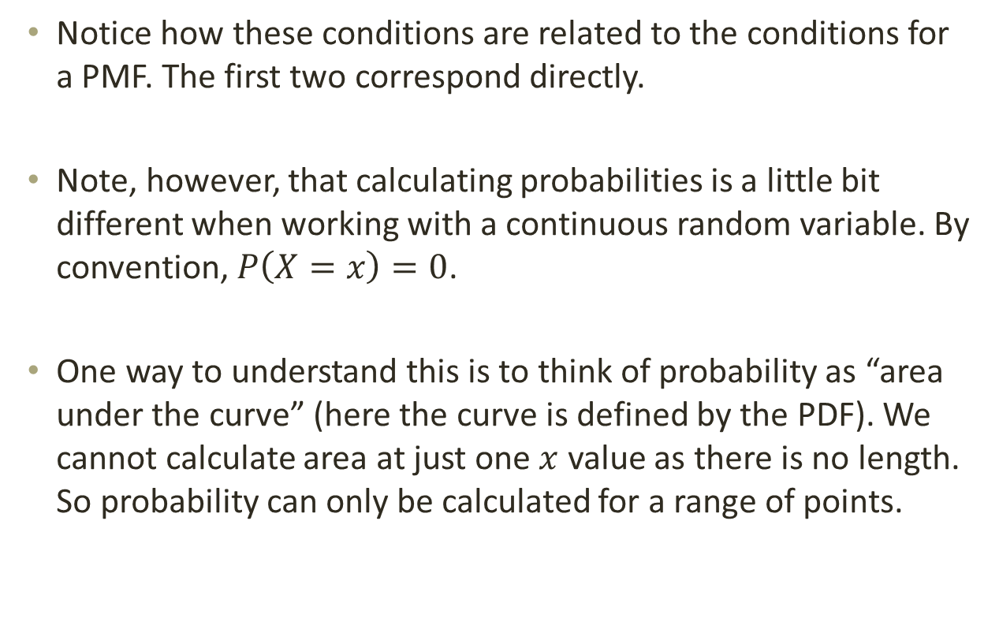 • Notice how these conditions are related to the conditions for
a PMF. The first two correspond directly.
• Note, however, that calculating probabilities is a little bit
different when working with a continuous random variable. By
convention, P(X = x) = 0.
• One way to understand this is to think of probability as “area
under the curve” (here the curve is defined by the PDF). We
cannot calculate area at just one x value as there is no length.
So probability can only be calculated for a range of points.